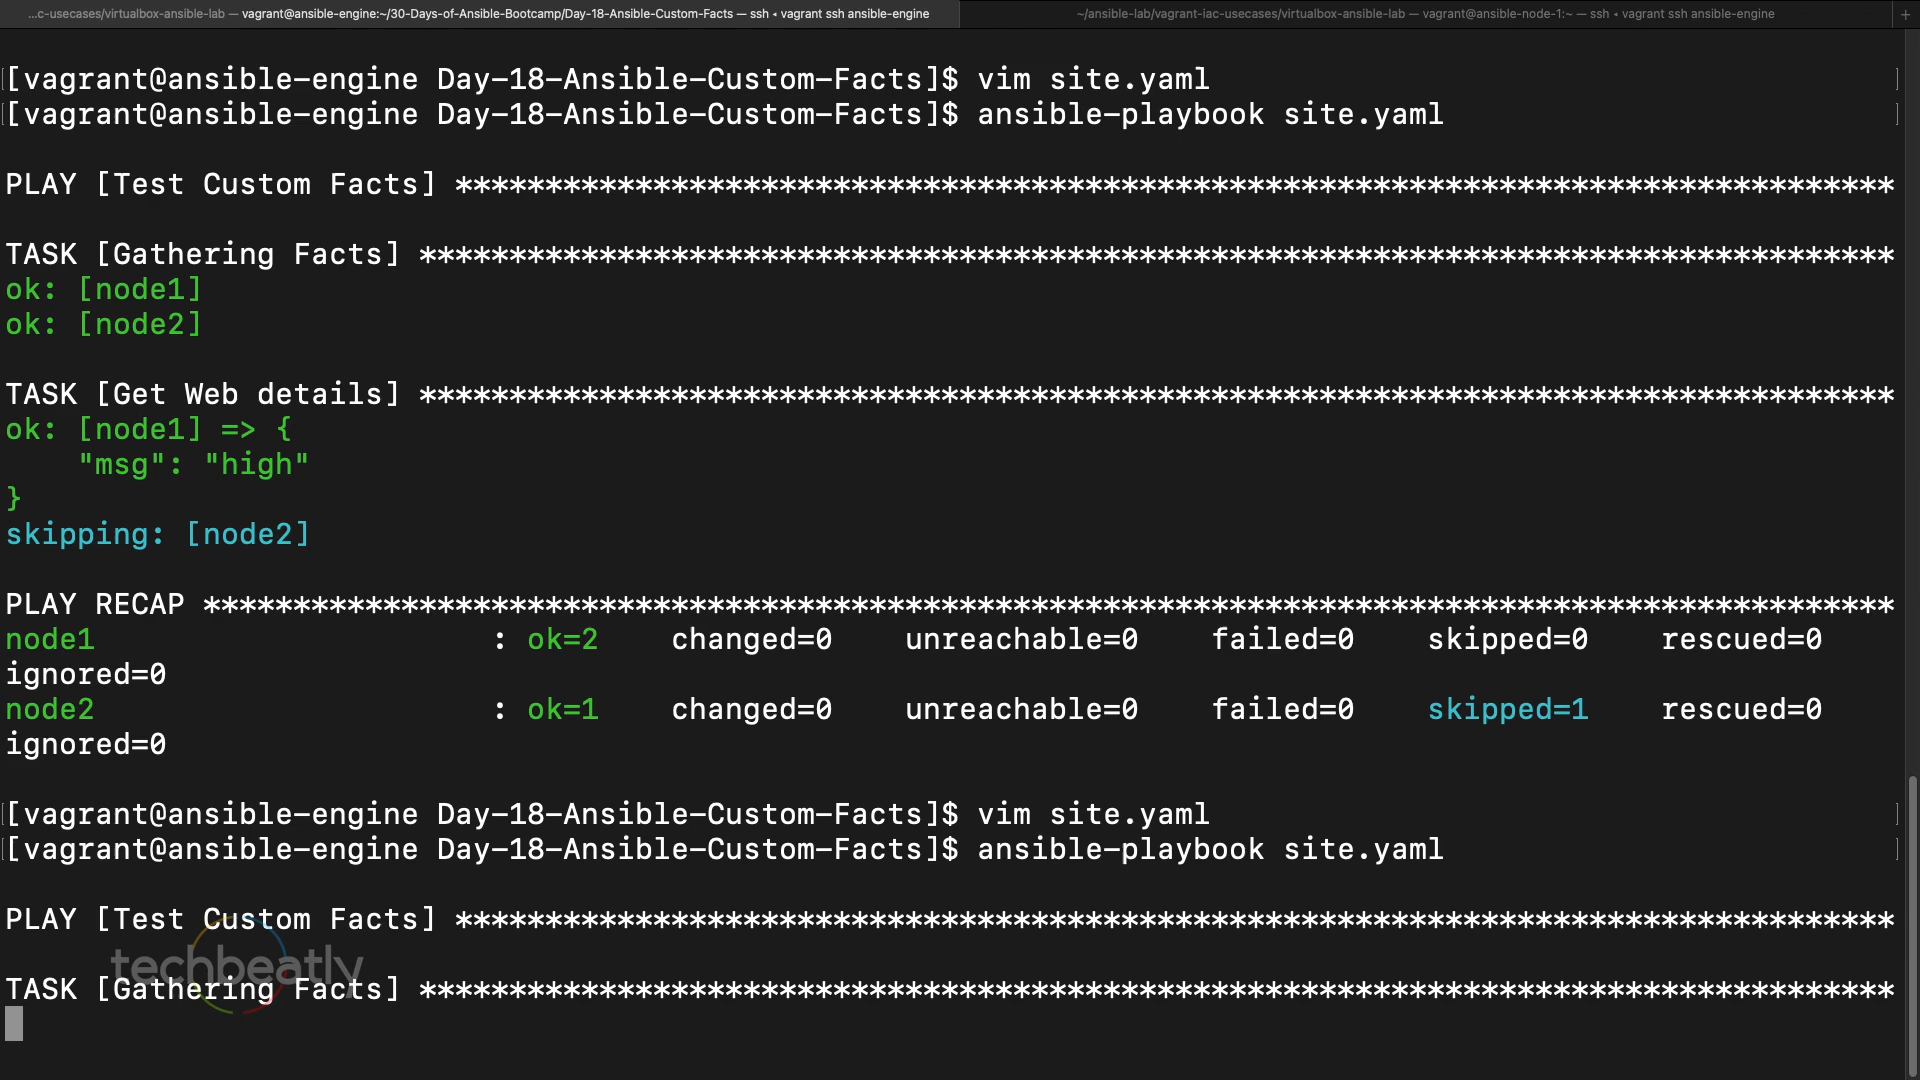 ...c-usecases/virtualbox-ansible-lab — vagrant@ansible-engine:~/30-Days-of-Ansible-Bootcamp/Day-18-Ansible-Custom-Facts — ssh ◂ vagrant ssh ansible-engine
~/ansible-lab/vagrant-iac-usecases/virtualbox-ansible-lab — vagrant@ansible-node-1:~ — ssh ◂ vagrant ssh ansible-engine
+
[[vagrant@ansible-engine Day-18-Ansible-Custom-Facts]$ vim site.yaml ]
[[vagrant@ansible-engine Day-18-Ansible-Custom-Facts]$ ansible-playbook site.yaml ]
PLAY [Test Custom Facts] ********************************************************************************
TASK [Gathering Facts] **********************************************************************************
ok: [node1]
ok: [node2]
TASK [Get Web details] **********************************************************************************
ok: [node1] => {
    "msg": "high"
}
skipping: [node2]
PLAY RECAP **********************************************************************************************
node1                      : ok=2    changed=0    unreachable=0    failed=0    skipped=0    rescued=0
ignored=0
node2                      : ok=1    changed=0    unreachable=0    failed=0    skipped=1    rescued=0
ignored=0
[[vagrant@ansible-engine Day-18-Ansible-Custom-Facts]$ vim site.yaml ]
[[vagrant@ansible-engine Day-18-Ansible-Custom-Facts]$ ansible-playbook site.yaml ]
PLAY [Test Custom Facts] ********************************************************************************
techbeatly
TASK [Gathering Facts] **********************************************************************************